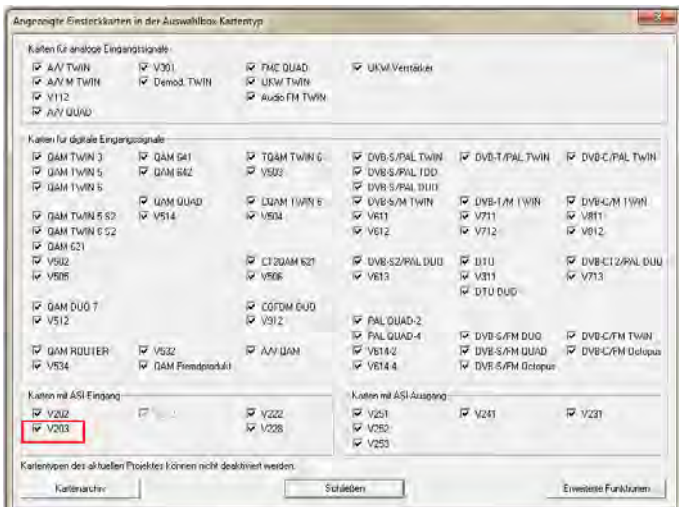 Angezeigte Einsteckkarten in der Auswahlbox Kartentyp
Karten für analoge Eingangssignale
A/V TWIN V301 FME QUAD UKW Verstärker
A/V M TWIN Demod. TWIN UKW TWIN
V112 Audio FM TWIN
A/V QUAD
Karten für digitale Eingangssignale
QAM TWIN 3 QAM 641 TQAM TWIN 6 DVB-S/PAL TWIN DVB-T/PAL TWIN DVB-C/PAL TWIN
QAM TWIN 5 QAM 642 V503 DVB-S/PAL TDD
QAM TWIN 6 DVB-S/PAL DUO
QAM QUAD CQAM TWIN 6 DVB-S/M TWIN DVB-T/M TWIN DVB-C/M TWIN
QAM TWIN 5 S2 V514 V504 V611 V711 V811
QAM TWIN 6 S2 V612 V712 V812
QAM 621
V502 CT2QAM 621 DVB-S2/PAL DUO DTU DVB-CT2/PAL DUO
V505 V506 V613 V311 V713
DTU DUO
QAM DUO 7 COFDM DUO
V512 V912 PAL QUAD-2
PAL QUAD-4 DVB-S/FM DUO DVB-C/FM TWIN
QAM ROUTER V532 A/V QAM V614-2 DVB-S/FM QUAD DVB-C/FM Octopus
V534 QAM Fremdprodukt V614-4 DVB-S/FM Octopus
Karten mit ASI Eingang Karten mit ASI Ausgang
V202 V222 V251 V241 V231
V203 V228 V252
V253
Kartentypen des aktuellen Projektes können nicht deaktiviert werden.
Kartenarchiv Schließen Erweiterte Funktionen